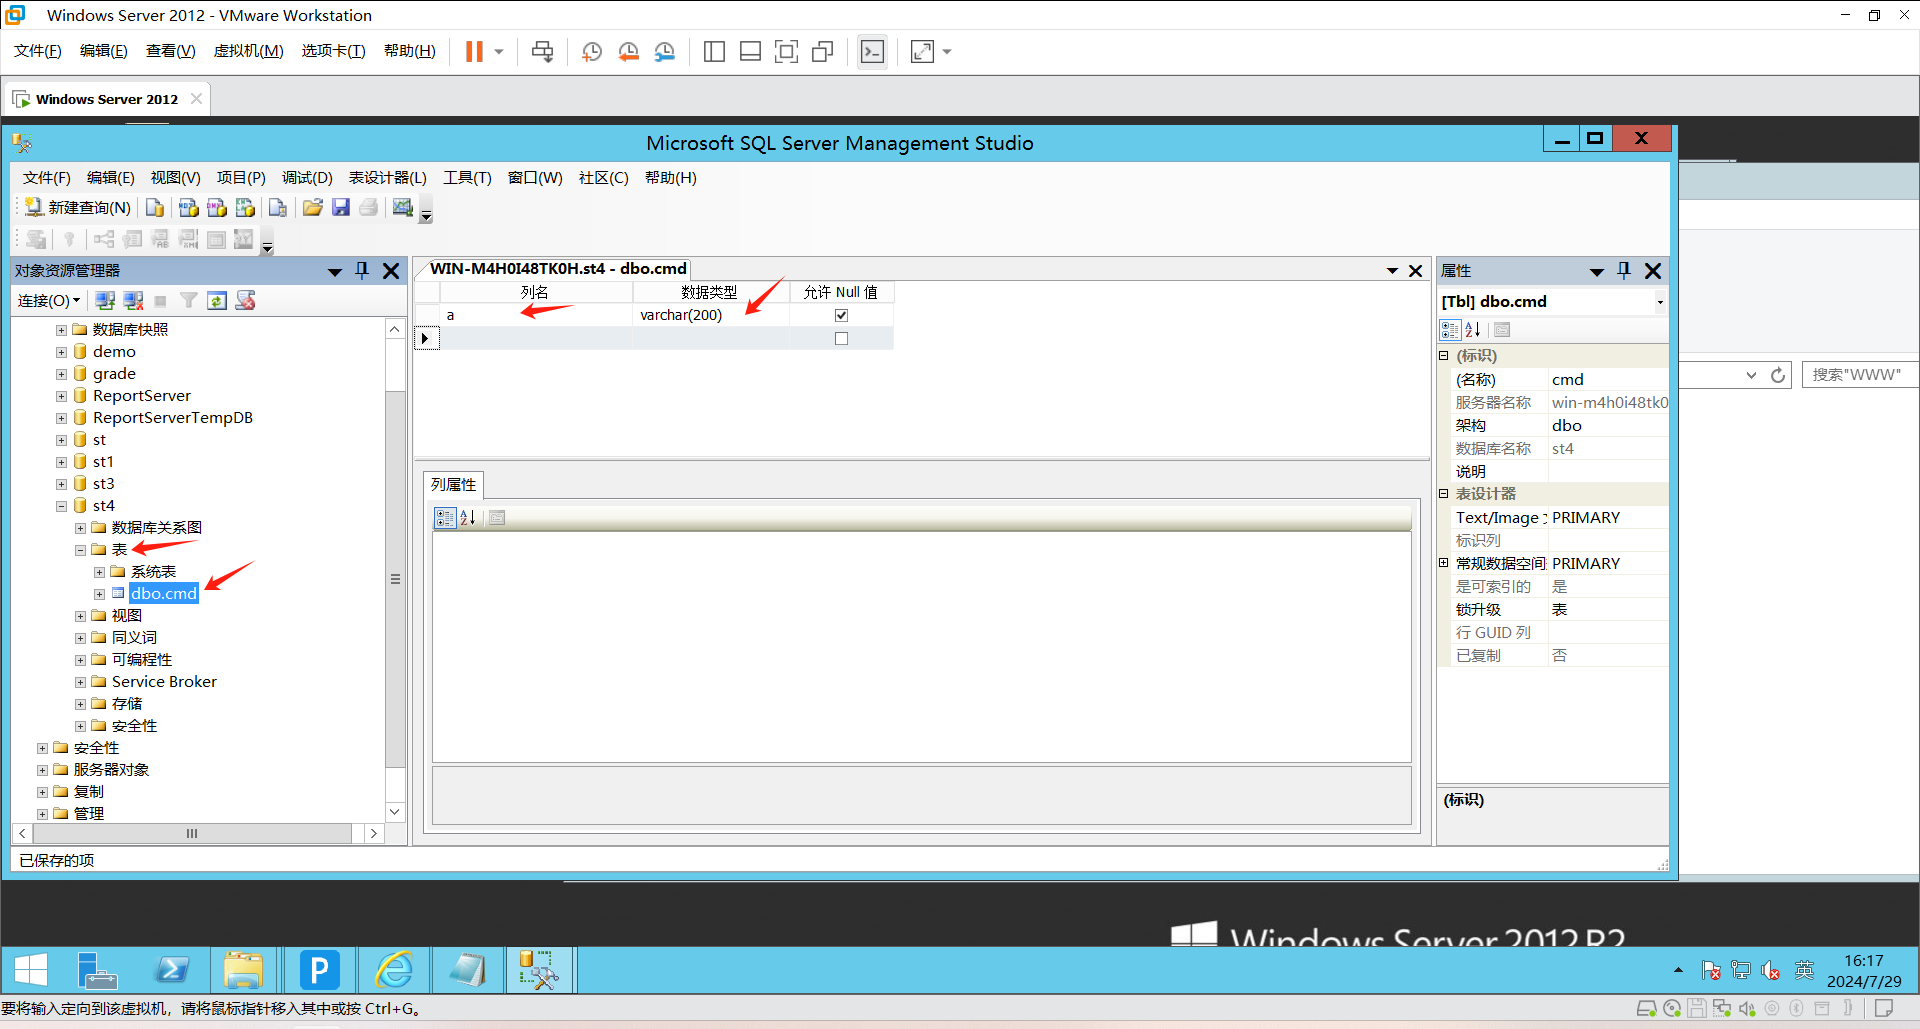 Windows Server 2012 - VMware Workstation
文件(F) 编辑(E) 查看(V) 虚拟机(M) 选项卡(T) 帮助(H)
Windows Server 2012
Microsoft SQL Server Management Studio
文件(F) 编辑(E) 视图(V) 项目(P) 调试(D) 表设计器(L) 工具(T) 窗口(W) 社区(C) 帮助(H)
新建查询(N)
对象资源管理器
连接(O)
数据库快照
demo
grade
ReportServer
ReportServerTempDB
st
st1
st3
st4
数据库关系图
表
系统表
dbo.cmd
视图
同义词
可编程性
Service Broker
存储
安全性
安全性
服务器对象
复制
管理
WIN-M4H0I48TK0H.st4 - dbo.cmd
列名 数据类型 允许 Null 值
a varchar(200)
列属性
属性
[Tbl] dbo.cmd
(标识)
(名称) cmd
服务器名称 win-m4h0i48tk0
架构 dbo
数据库名称 st4
说明
表设计器
Text/Image PRIMARY
标识列
常规数据空间 PRIMARY
是可索引的 是
锁升级 表
行 GUID 列
已复制 否
(标识)
搜索"WWW"
已保存的项
Windows Server 2012 R2
英
16:17
2024/7/29
要将输入定向到该虚拟机，请将鼠标指针移入其中或按 Ctrl+G。